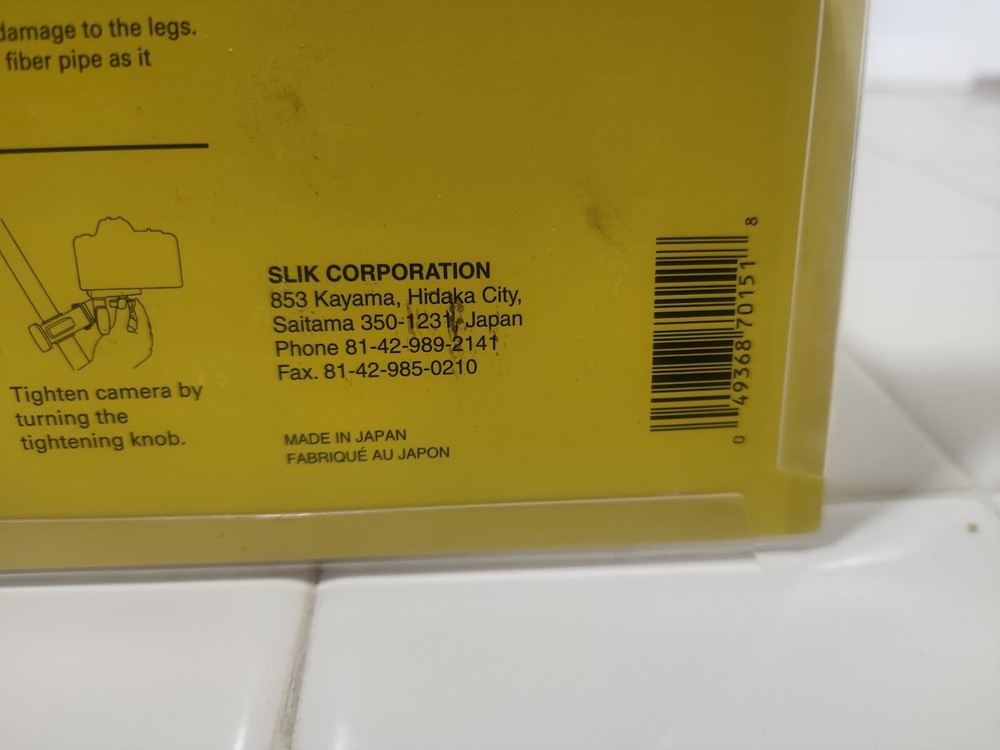 damage to the legs.
fiber pipe as it
SLIK CORPORATION
853 Kayama, Hidaka City,
Saitama 350-1231, Japan
Phone 81-42-989-2141
Fax. 81-42-985-0210
Tighten camera by
turning the
tightening knob.
MADE IN JAPAN
FABRIQUÉ AU JAPON
0 49368 70151 8